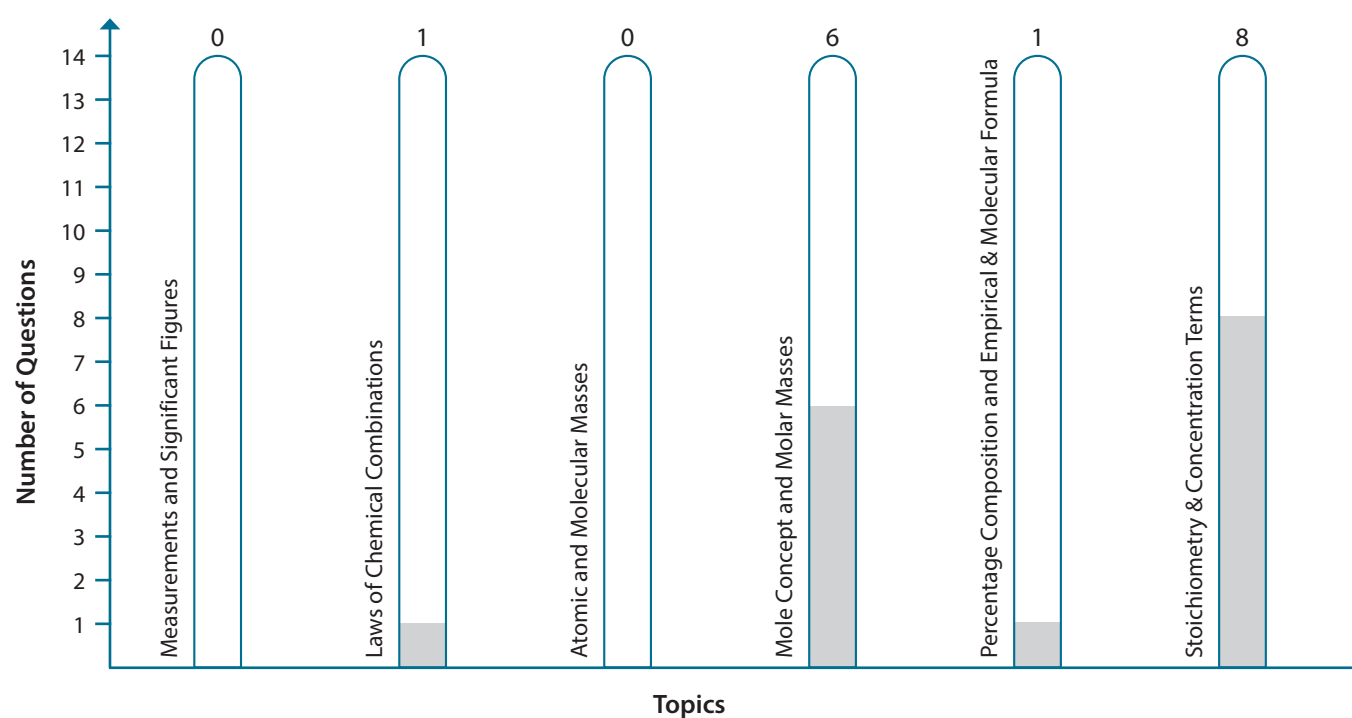 0 1 0 6 1 8
14
13
12
11
10
9
8
7
6
5
4
3
2
1
Number of Questions
Measurements and Significant Figures
Laws of Chemical Combinations
Atomic and Molecular Masses
Mole Concept and Molar Masses
Percentage Composition and Empirical & Molecular Formula
Stoichiometry & Concentration Terms
Topics